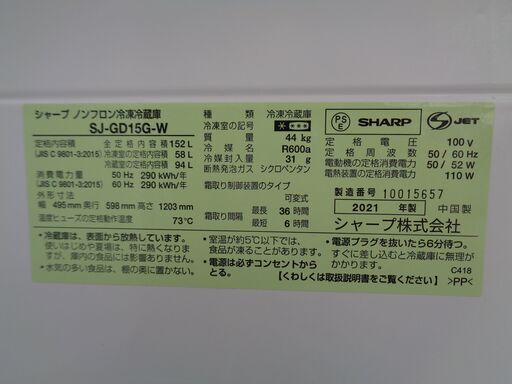 シャープ ノンフロン冷凍冷蔵庫
SJ-GD15G-W
定格内容積 全定格内容積 152 L
(JIS C 9801-3:2015) 冷凍室の定格内容積 58 L
冷蔵室の定格内容積 94 L
消費電力量 50 Hz 290 kWh/年
(JIS C 9801-3:2015) 60 Hz 290 kWh/年
外形寸法
幅 495mm 奥行 598 mm 高さ 1203 mm
温度ヒューズの定格動作温度 73℃
種類 冷凍冷蔵庫
冷凍室の記号
質量 44 kg
冷媒 R600a
冷媒封入量 31 g
断熱発泡ガス シクロペンタン
霜取り制御装置のタイプ
可変式
霜取り間隔 最長 36 時間
最短 6 時間
PS
E
SHARP
JET
定格電圧 100 V
定格周波数 50 / 60 Hz
電動機の定格消費電力 50 / 52 W
電熱装置の定格消費電力 110 W
製造番号 10015657
2021 年製 中国製
シャープ株式会社
・表面から放熱しています。
使いはじめや夏場は、特に熱くなり
ますが、庫内の食品には影響ありません。
・水気の多い食品は、棚の奥に置かない。
・室温が約5℃以下では、
食品が凍ることがあります。
・電源は必ずコンセントから
とる。
・電源プラグを抜いたら6分待つ。
すぐに差し込むと冷蔵庫に無理が
かかります。
【くわしくは取扱説明書をご覧ください】
C418
>PP<